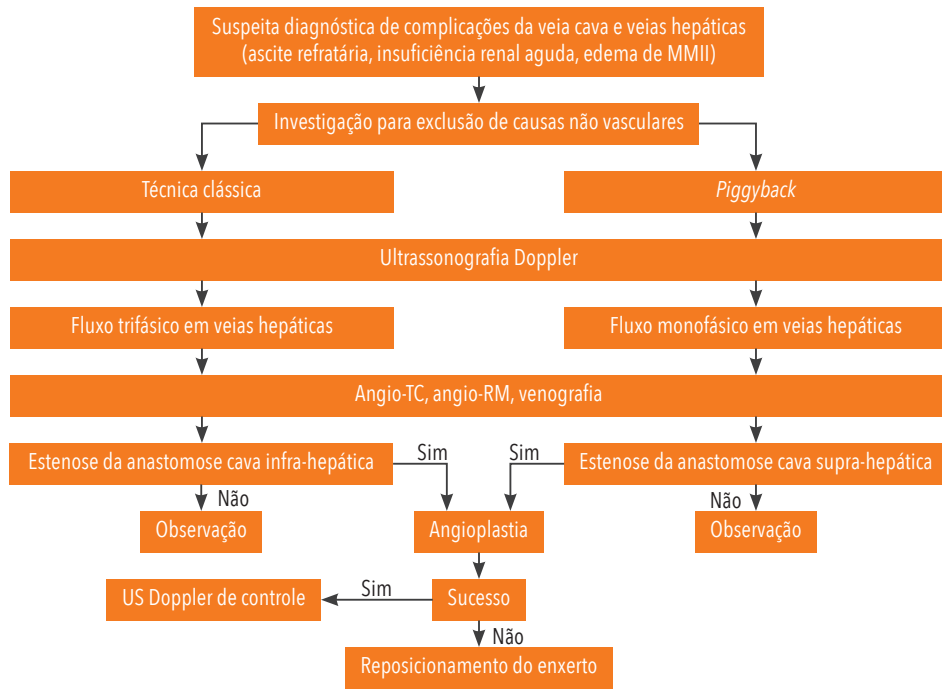 Suspeita diagnóstica de complicações da veia cava e veias hepáticas
(ascite refratária, insuficiência renal aguda, edema de MMII)
Investigação para exclusão de causas não vasculares
Técnica clássica
Piggyback
Ultrassonografia Doppler
Fluxo trifásico em veias hepáticas
Fluxo monofásico em veias hepáticas
Angio-TC, angio-RM, venografia
Estenose da anastomose cava infra-hepática
Sim
Sim
Estenose da anastomose cava supra-hepática
Não
Não
Observação
Angioplastia
Observação
US Doppler de controle
Sim
Sucesso
Não
Reposicionamento do enxerto